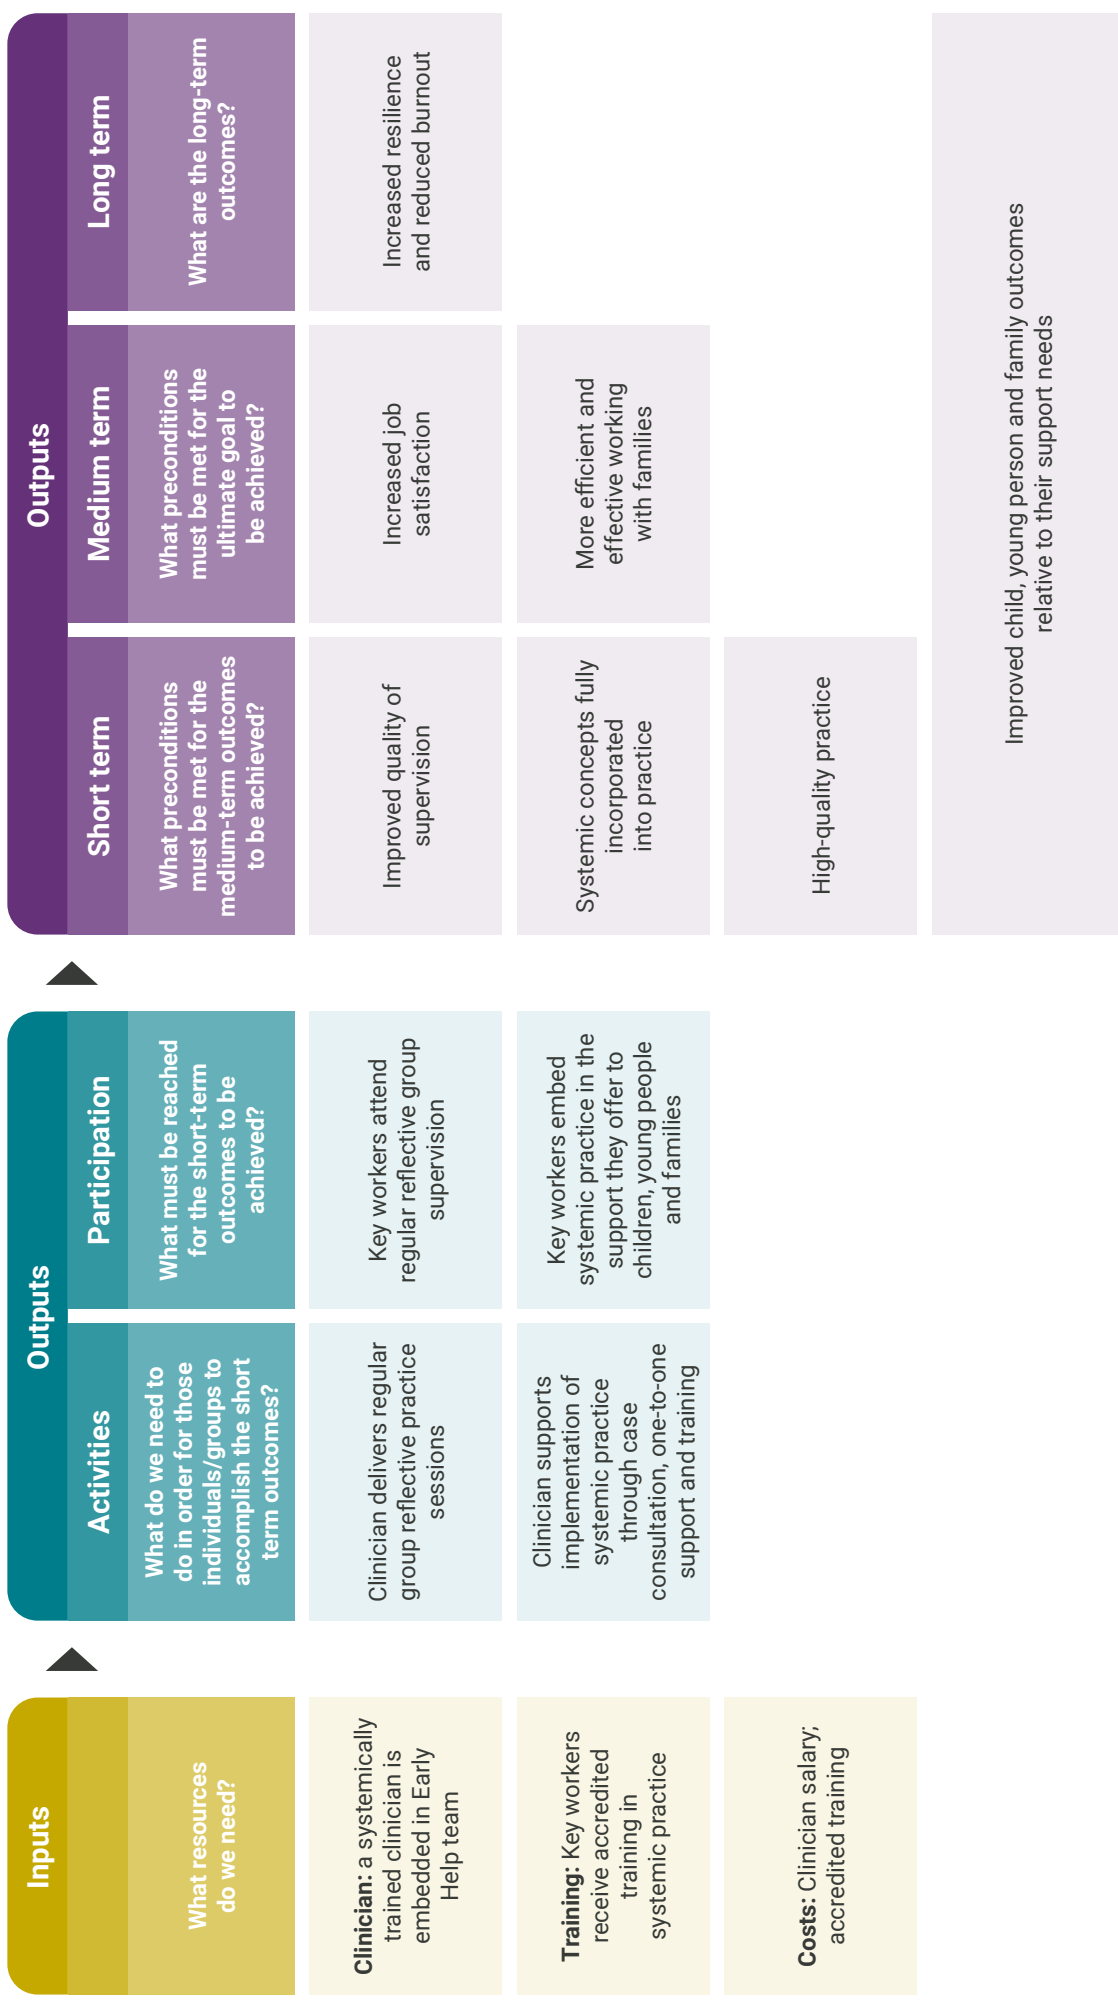 Inputs
What resources
do we need?
Clinician: a systemically
trained clinician is
embedded in Early
Help team
Training: Key workers
receive accredited
training in
systemic practice
Costs: Clinician salary;
accredited training
Outputs
Activities
What do we need to
do in order for those
individuals/groups to
accomplish the short
term outcomes?
Clinician delivers regular
group reflective practice
sessions
Clinician supports
implementation of
systemic practice
through case
consultation, one-to-one
support and training
Participation
What must be reached
for the short-term
outcomes to be
achieved?
Key workers attend
regular reflective group
supervision
Key workers embed
systemic practice in the
support they offer to
children, young people
and families
Outputs
Short term
What preconditions
must be met for the
medium-term outcomes
to be achieved?
Improved quality of
supervision
Systemic concepts fully
incorporated
into practice
High-quality practice
Medium term
What preconditions
must be met for the
ultimate goal to
be achieved?
Increased job
satisfaction
More efficient and
effective working
with families
Long term
What are the long-term
outcomes?
Increased resilience
and reduced burnout
Improved child, young person and family outcomes
relative to their support needs